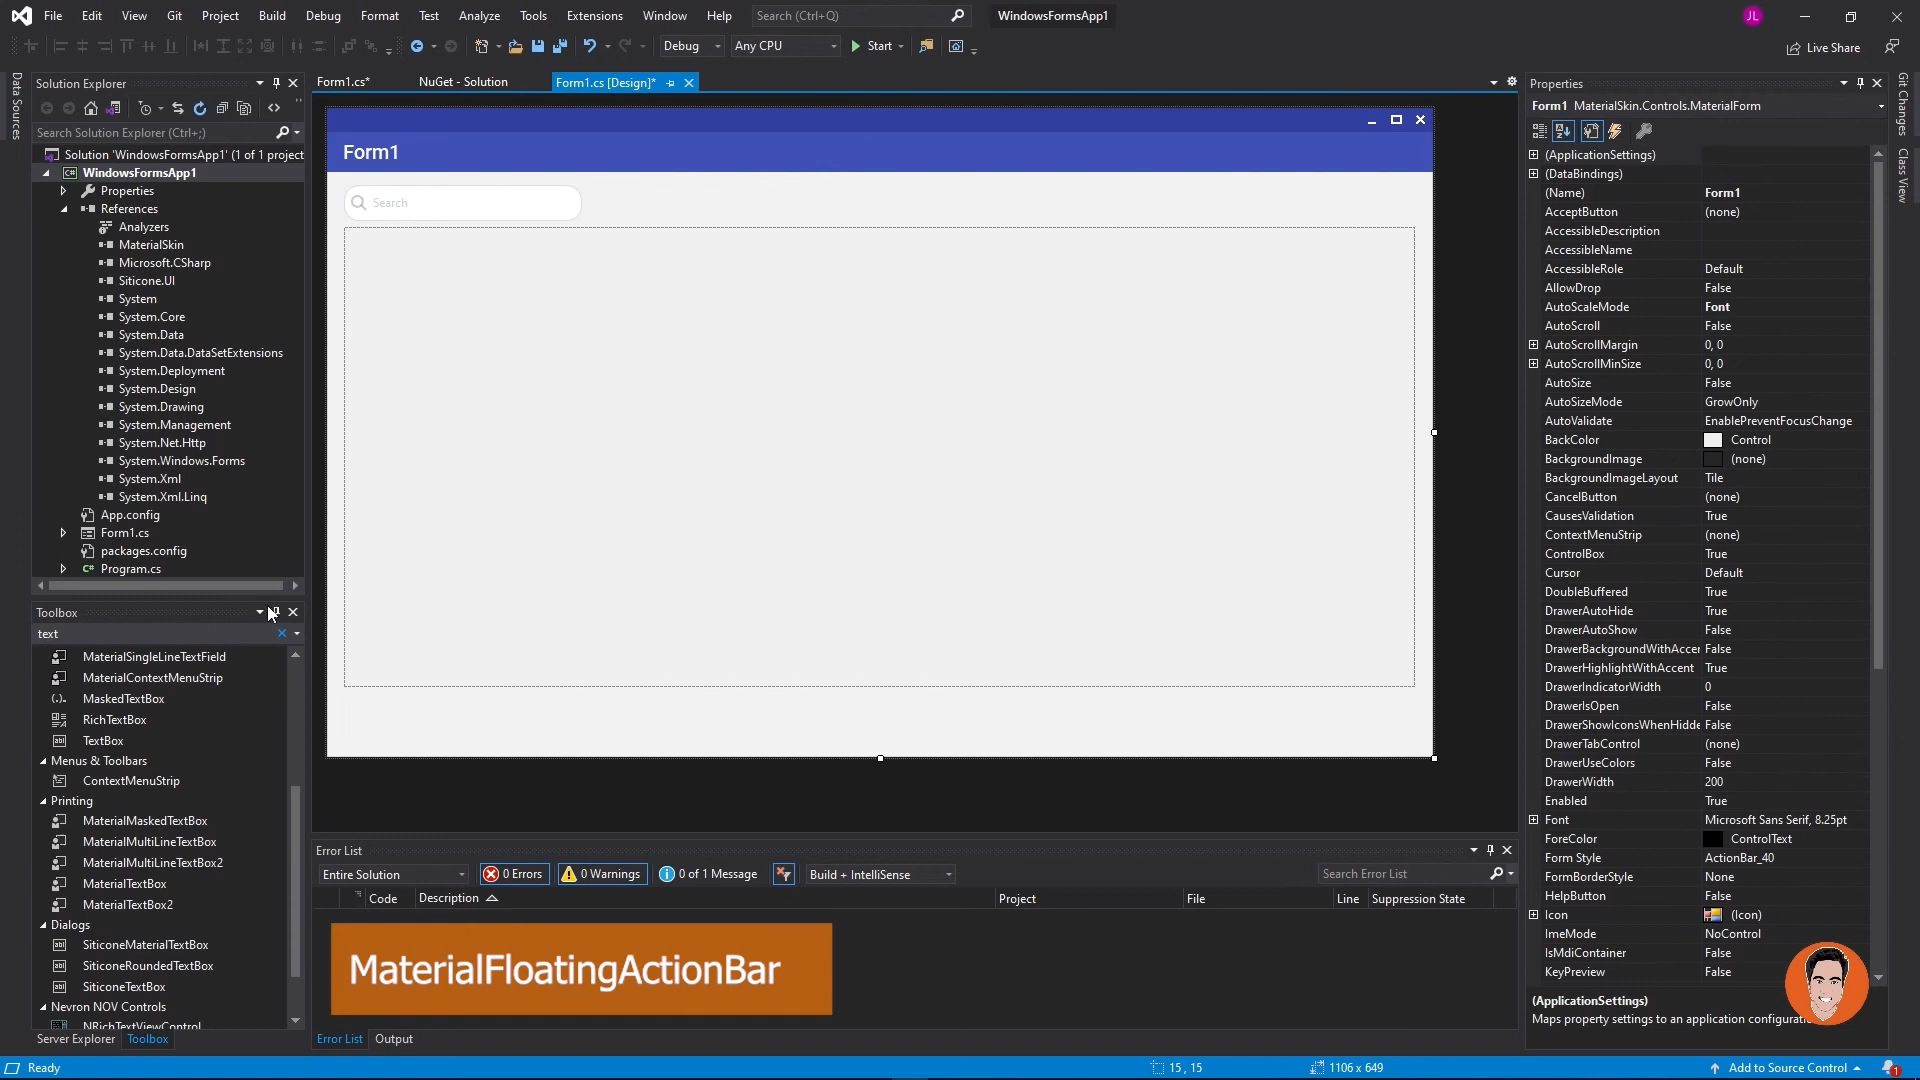 File Edit View Git Project Build Debug Format Test Analyze Tools Extensions Window Help Search (Ctrl+Q) WindowsFormsApp1 JL
Debug Any CPU Start Live Share
Data Sources
Solution Explorer
Search Solution Explorer (Ctrl+;)
Solution 'WindowsFormsApp1' (1 of 1 project
WindowsFormsApp1
Properties
References
Analyzers
MaterialSkin
Microsoft.CSharp
Siticone.UI
System
System.Core
System.Data
System.Data.DataSetExtensions
System.Deployment
System.Design
System.Drawing
System.Management
System.Net.Http
System.Windows.Forms
System.Xml
System.Xml.Linq
App.config
Form1.cs
packages.config
Program.cs
Toolbox
text
MaterialSingleLineTextField
MaterialContextMenuStrip
MaskedTextBox
RichTextBox
TextBox
Menus & Toolbars
ContextMenuStrip
Printing
MaterialMaskedTextBox
MaterialMultiLineTextBox
MaterialMultiLineTextBox2
MaterialTextBox
MaterialTextBox2
Dialogs
SiticoneMaterialTextBox
SiticoneRoundedTextBox
SiticoneTextBox
Nevron NOV Controls
NRichTextViewControl
Server Explorer Toolbox
Form1.cs* NuGet - Solution Form1.cs [Design]*
Form1
Search
Error List
Entire Solution 0 Errors 0 Warnings 0 of 1 Message Build + IntelliSense Search Error List
Code Description Project File Line Suppression State
MaterialFloatingActionBar
Error List Output
Properties
Form1 MaterialSkin.Controls.MaterialForm
(ApplicationSettings)
(DataBindings)
(Name) Form1
AcceptButton (none)
AccessibleDescription
AccessibleName
AccessibleRole Default
AllowDrop False
AutoScaleMode Font
AutoScroll False
AutoScrollMargin 0, 0
AutoScrollMinSize 0, 0
AutoSize False
AutoSizeMode GrowOnly
AutoValidate EnablePreventFocusChange
BackColor Control
BackgroundImage (none)
BackgroundImageLayout Tile
CancelButton (none)
CausesValidation True
ContextMenuStrip (none)
ControlBox True
Cursor Default
DoubleBuffered True
DrawerAutoHide True
DrawerAutoShow False
DrawerBackgroundWithAccer False
DrawerHighlightWithAccent True
DrawerIndicatorWidth 0
DrawerIsOpen False
DrawerShowIconsWhenHidde False
DrawerTabControl (none)
DrawerUseColors False
DrawerWidth 200
Enabled True
Font Microsoft Sans Serif, 8.25pt
ForeColor ControlText
Form Style ActionBar_40
FormBorderStyle None
HelpButton False
Icon (Icon)
ImeMode NoControl
IsMdiContainer False
KeyPreview False
(ApplicationSettings)
Maps property settings to an application configurati
Git Changes
Class View
Ready 15 , 15 1106 x 649 Add to Source Control 1